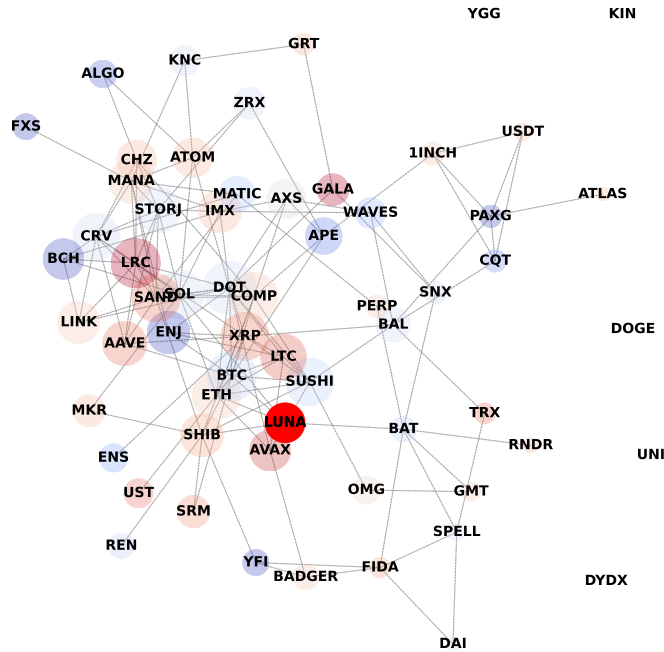 YGG
KIN
GRT
KNC
ALGO
ZRX
FXS
USDT
1INCH
CHZ
ATOM
MANA
GALA
MATIC
ATLAS
AXS
STORJ
IMX
WAVES
PAXG
CRV
APE
BCH
LRC
CQT
DOT
SNX
SAND
SOL
COMP
PERP
LINK
BAL
DOGE
ENJ
XRP
AAVE
LTC
BTC
SUSHI
ETH
MKR
TRX
LUNA
BAT
SHIB
RNDR
AVAX
UNI
ENS
UST
OMG
GMT
SRM
SPELL
REN
YFI
FIDA
BADGER
DYDX
DAI